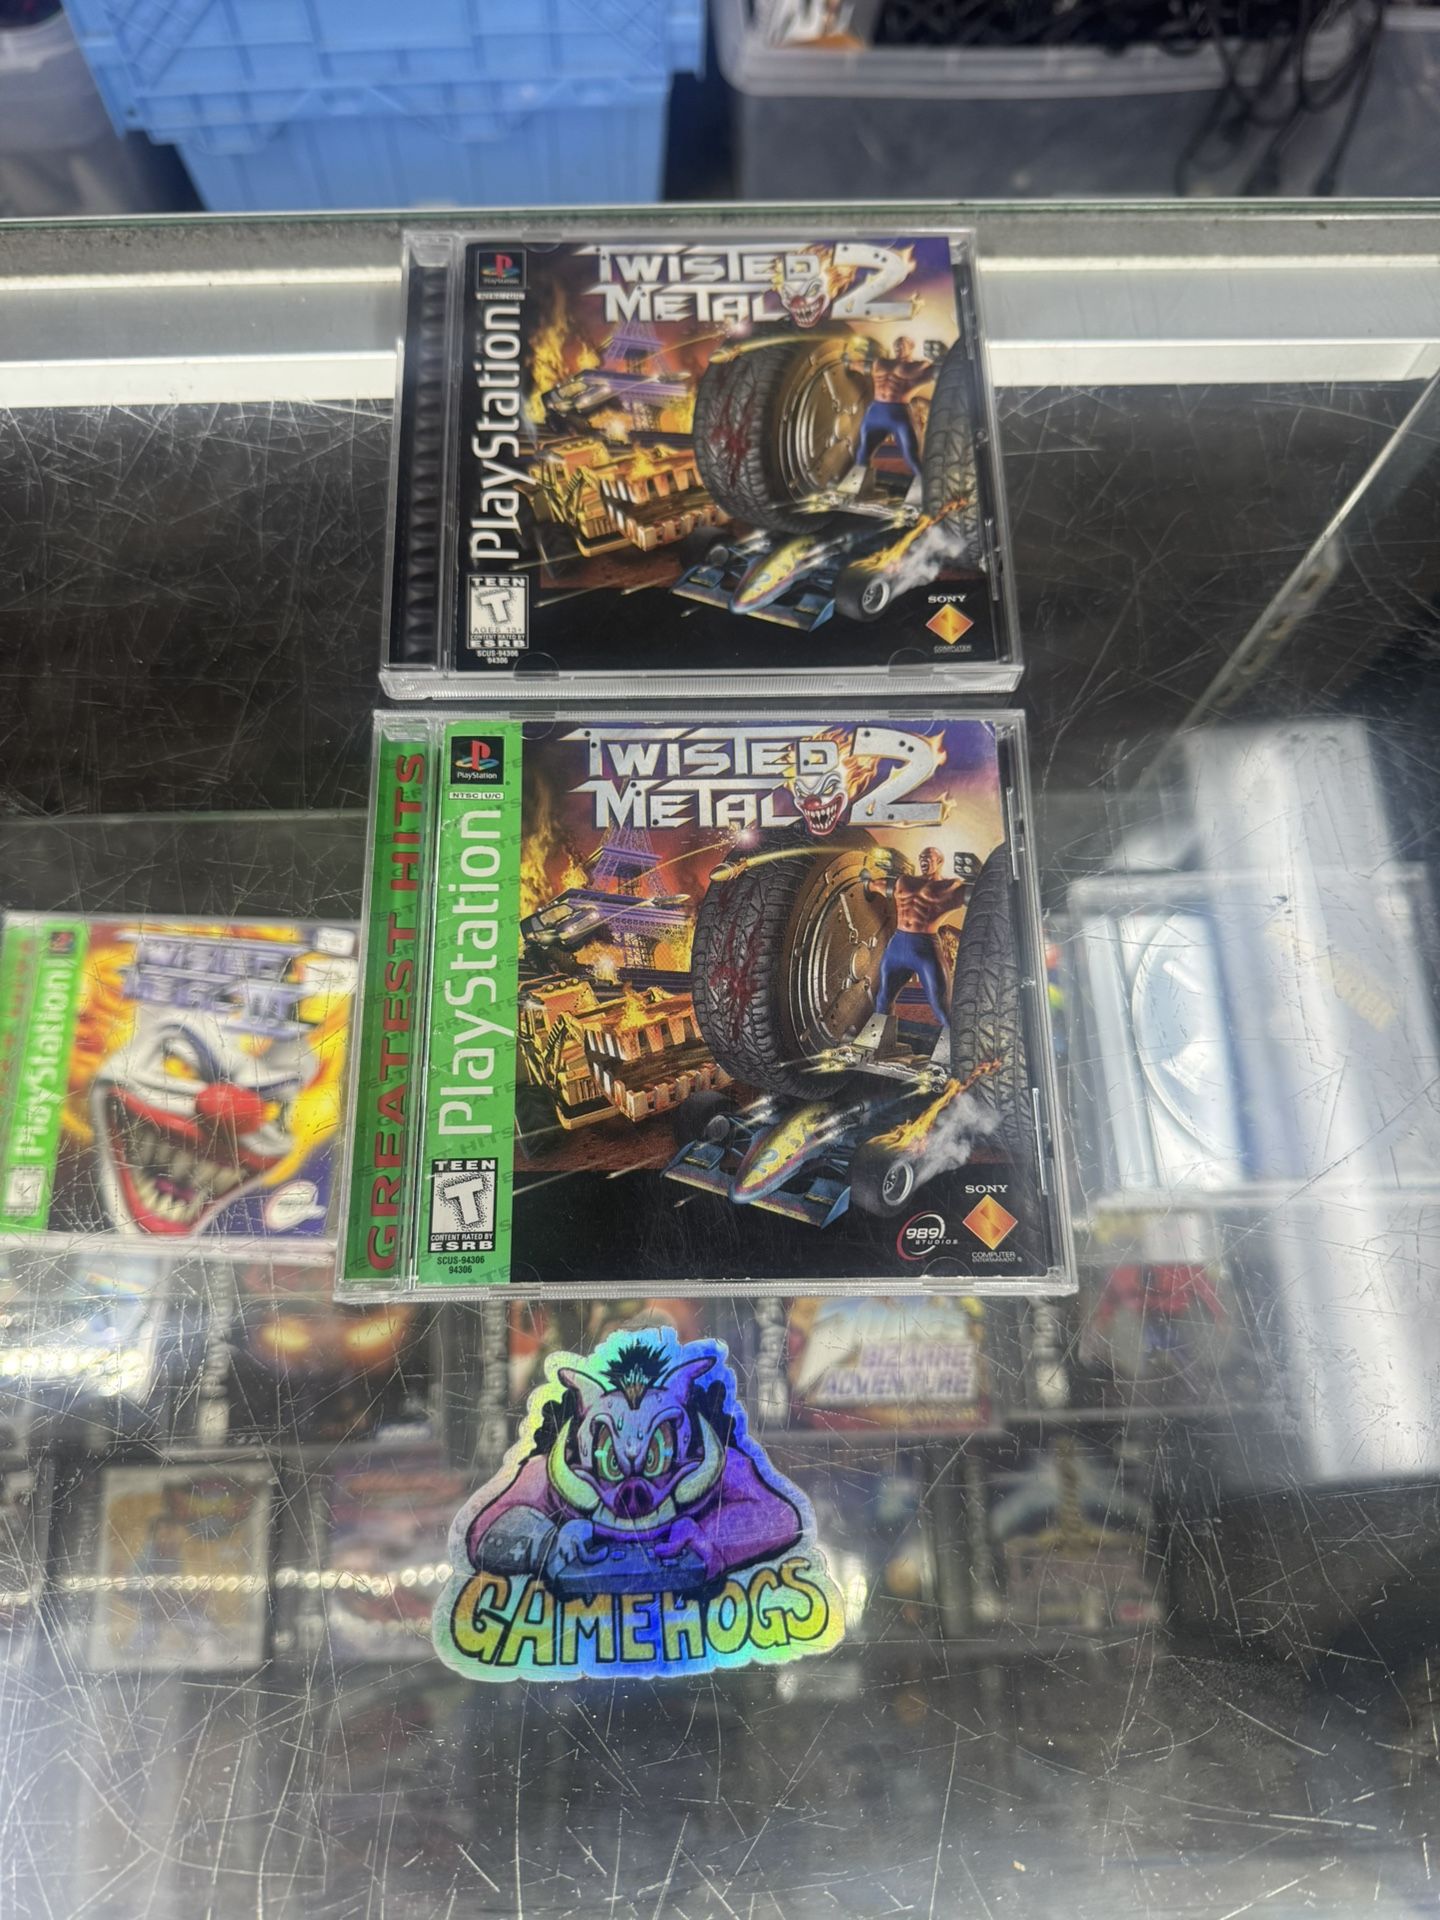 TWISTED
METAL 2
PlayStation
PlayStation
TEEN
T
AGES 13+
CONTENT RATED BY
ESRB
SCUS-94306
94306
SONY
COMPUTER
GREATEST HITS
PlayStation
NTSC U/C
PlayStation
TWISTED
METAL 2
TEEN
T
CONTENT RATED BY
ESRB
SCUS-94306
94306
2
989
STUDIOS
SONY
COMPUTER
ENTERTAINMENT
PlayStation
BIZARRE
ADVENTURE
GAMEHOGS